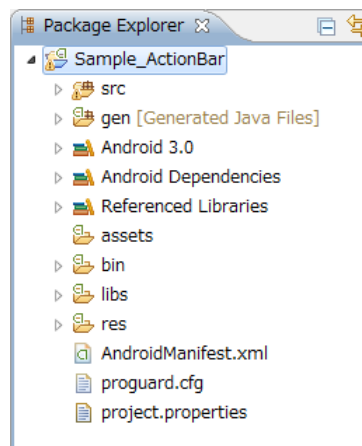 Package Explorer
Sample_ActionBar
src
gen [Generated Java Files]
Android 3.0
Android Dependencies
Referenced Libraries
assets
bin
libs
res
AndroidManifest.xml
proguard.cfg
project.properties